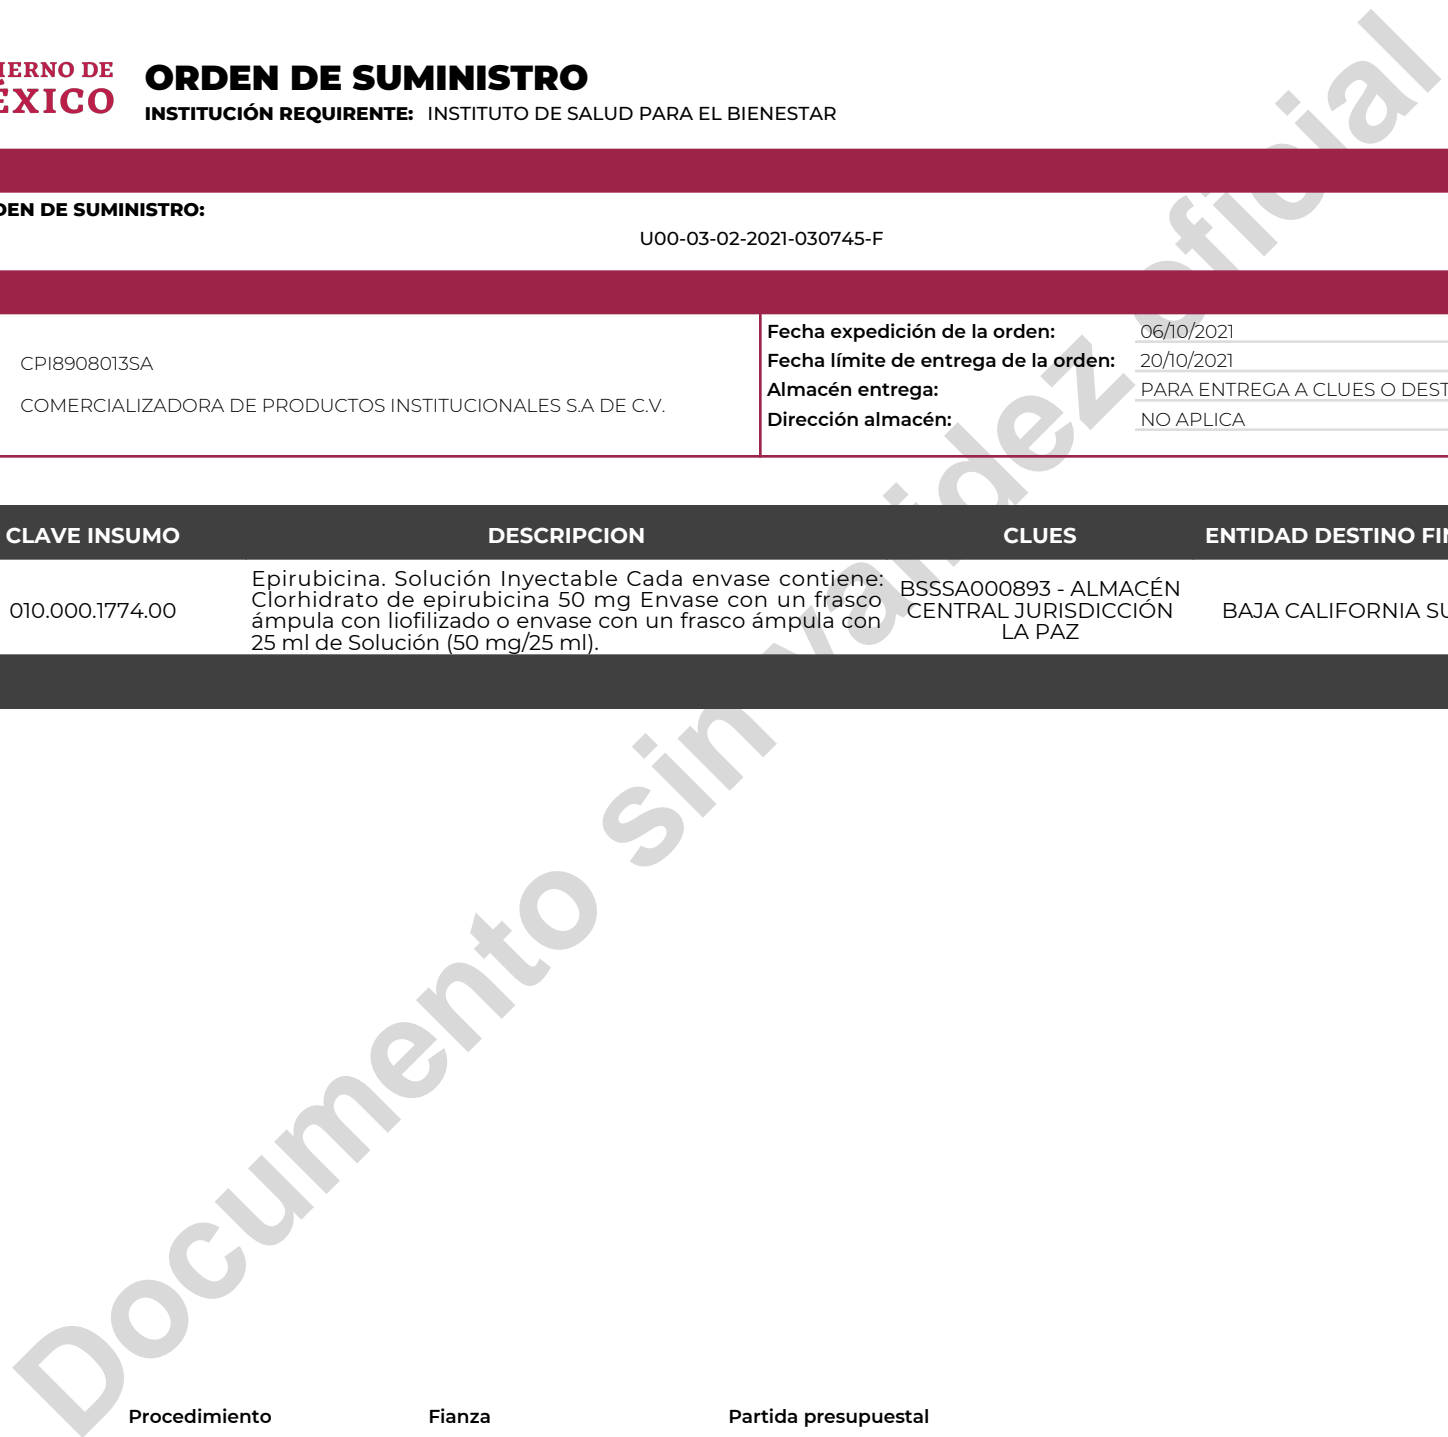 IERNO DE
ÉXICO
ORDEN DE SUMINISTRO
INSTITUCIÓN REQUIRENTE: INSTITUTO DE SALUD PARA EL BIENESTAR
DEN DE SUMINISTRO:
U00-03-02-2021-030745-F
CPI8908013SA
COMERCIALIZADORA DE PRODUCTOS INSTITUCIONALES S.A DE C.V.
Fecha expedición de la orden: 06/10/2021
Fecha límite de entrega de la orden: 20/10/2021
Almacén entrega: PARA ENTREGA A CLUES O DEST
Dirección almacén: NO APLICA
CLAVE INSUMO DESCRIPCION CLUES ENTIDAD DESTINO FIN
010.000.1774.00
Epirubicina. Solución Inyectable Cada envase contiene:
Clorhidrato de epirubicina 50 mg Envase con un frasco
ámpula con liofilizado o envase con un frasco ámpula con
25 ml de Solución (50 mg/25 ml).
BSSSA000893 - ALMACÉN
CENTRAL JURISDICCIÓN
LA PAZ
BAJA CALIFORNIA SU
Documento sin validez oficial
Procedimiento Fianza Partida presupuestal